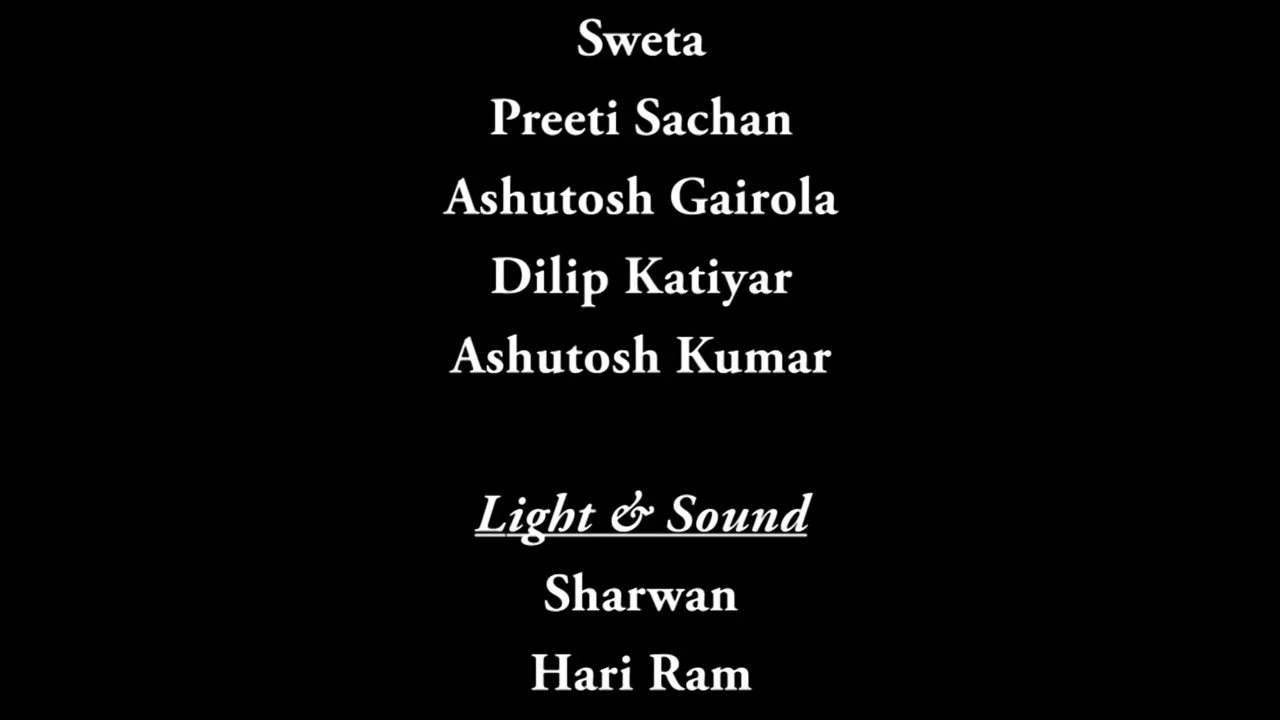 Sweta
Preeti Sachan
Ashutosh Gairola
Dilip Katiyar
Ashutosh Kumar
Light & Sound
Sharwan
Hari Ram